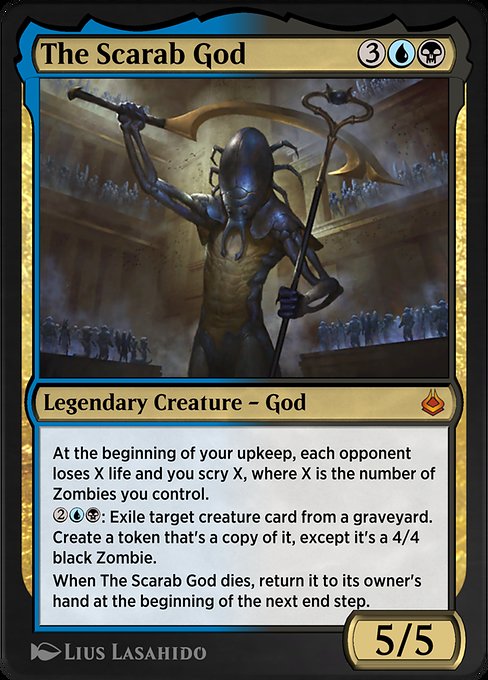 The Scarab God 3
Legendary Creature – God
At the beginning of your upkeep, each opponent
loses X life and you scry X, where X is the number of
Zombies you control.
2: Exile target creature card from a graveyard.
Create a token that's a copy of it, except it's a 4/4
black Zombie.
When The Scarab God dies, return it to its owner's
hand at the beginning of the next end step.
5/5
Lius Lasahido